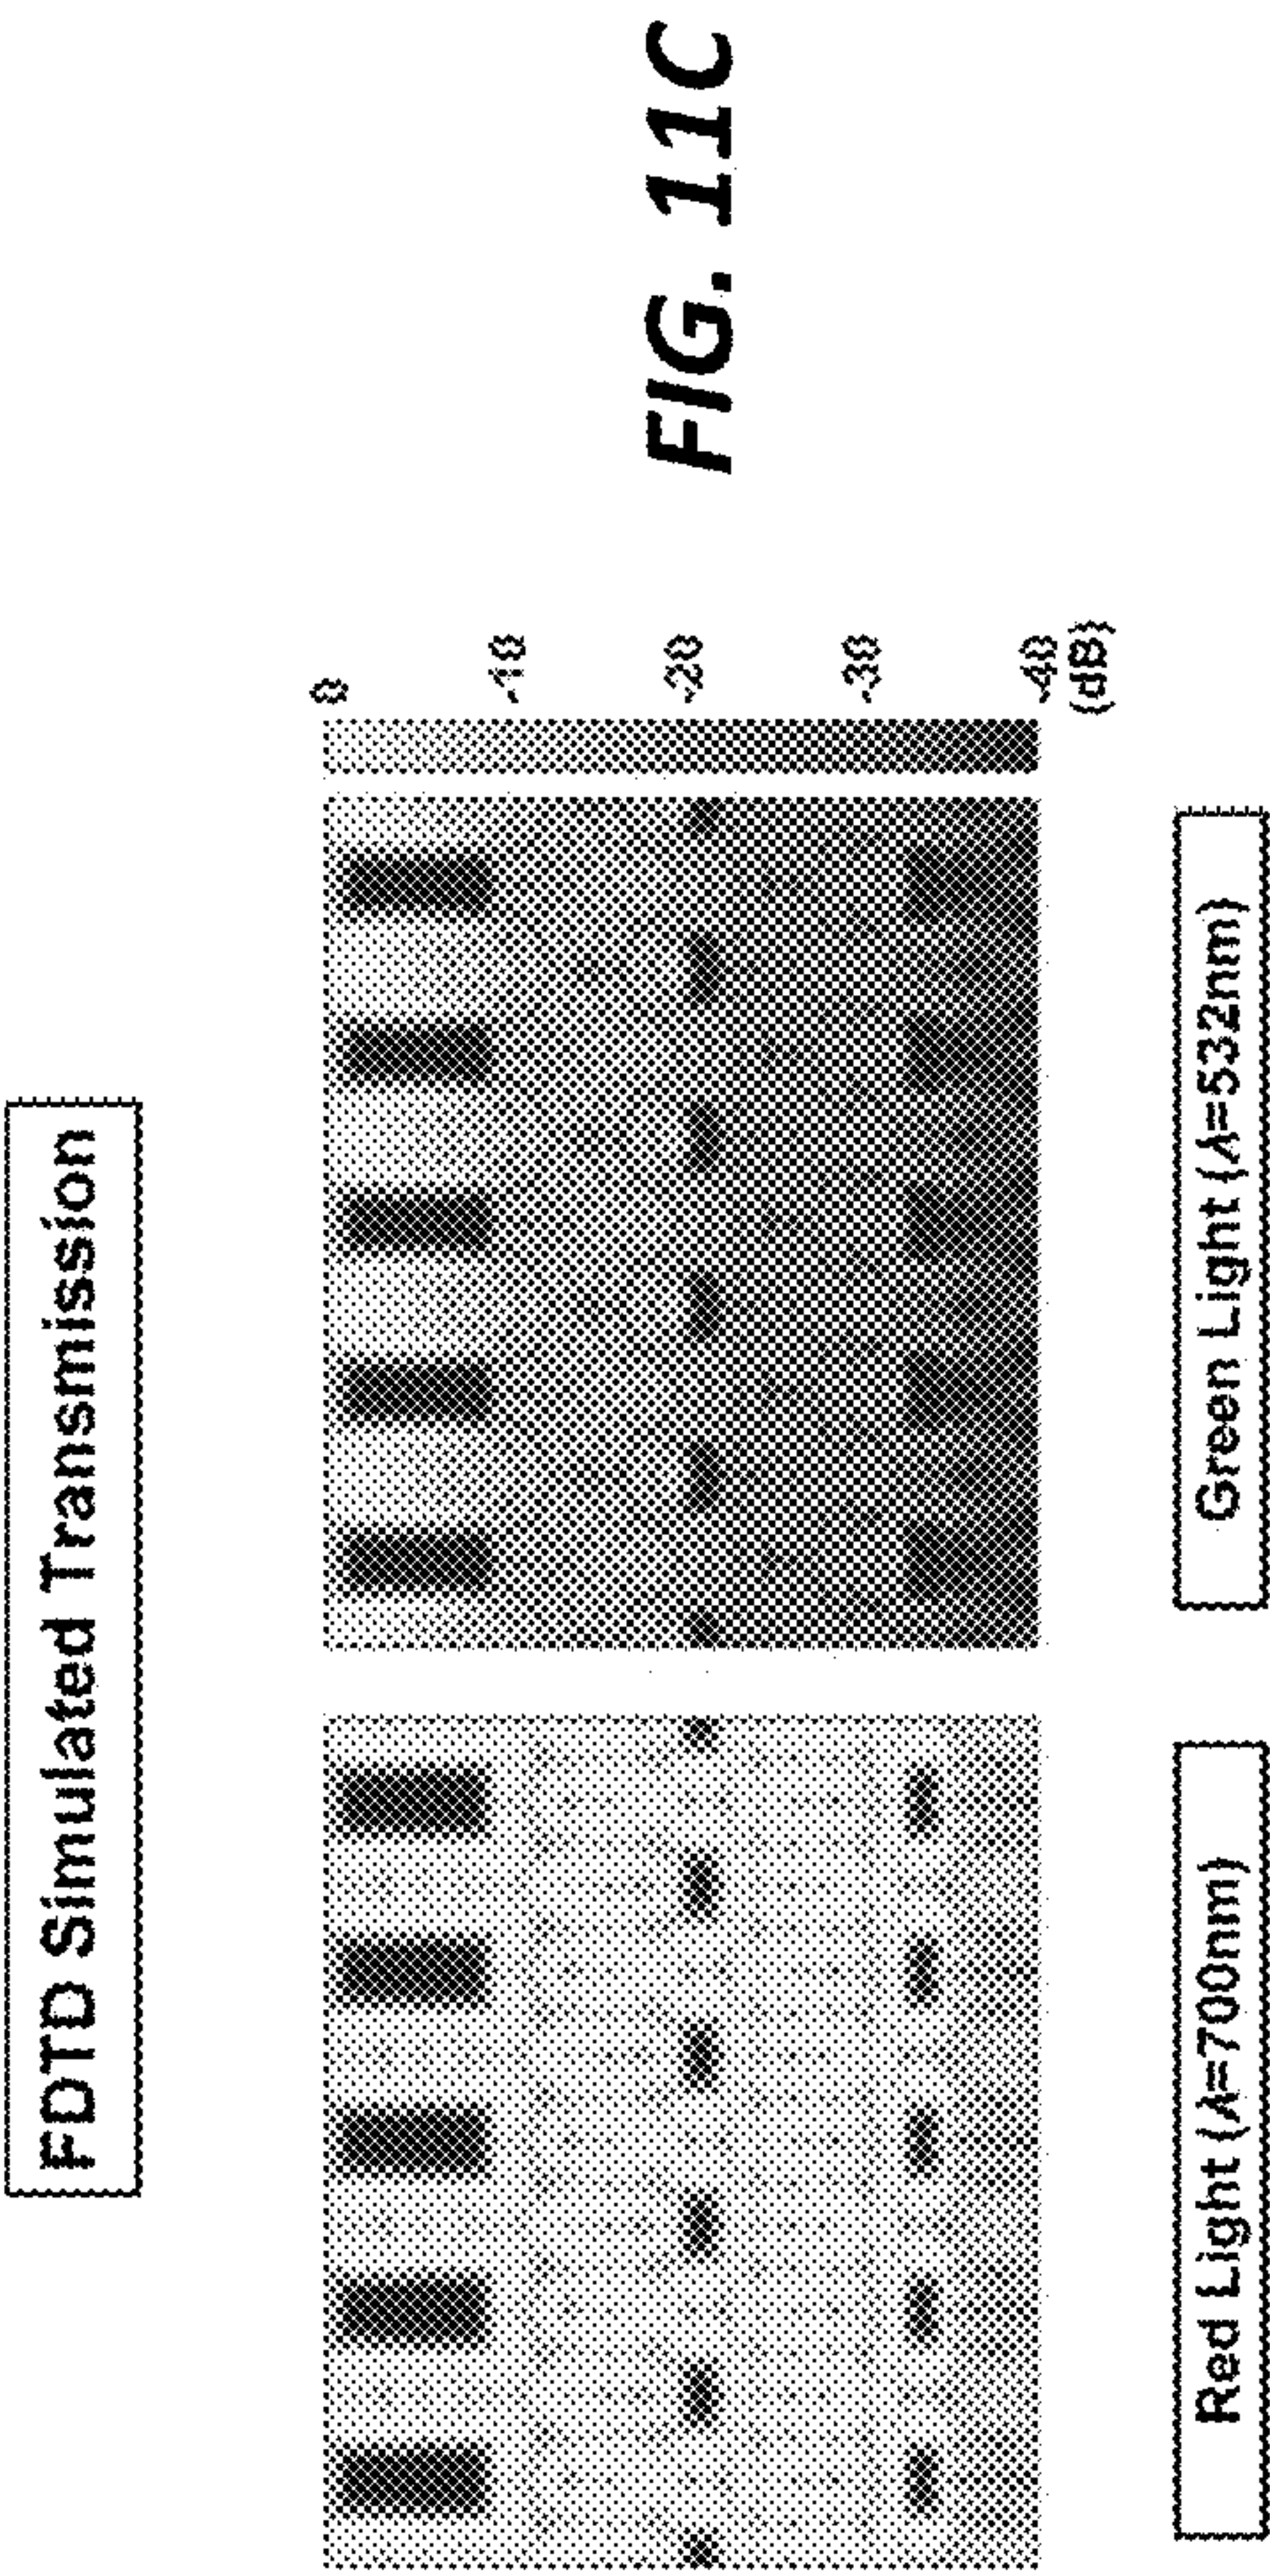 FDTD Simulated Transmission
0
-10
-20
-30
-40
(dB)
Red Light (λ=700nm)
Green Light (λ=532nm)
FIG. 11C